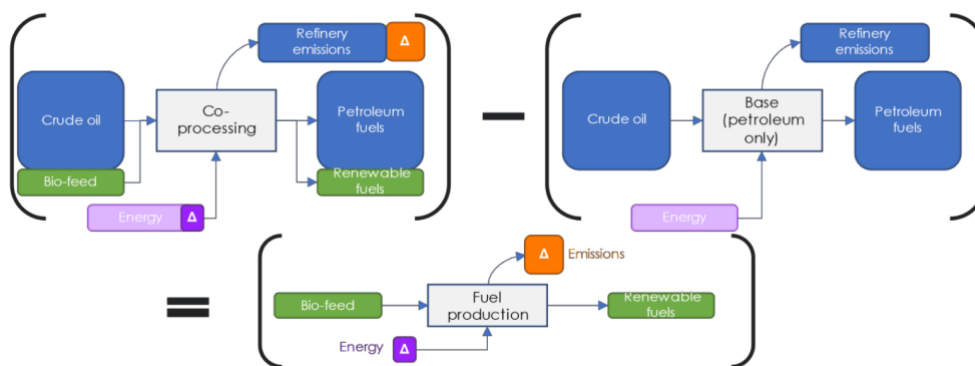 Refinery
emissions
Δ
Crude oil
Co-
processing
Petroleum
fuels
Bio-feed
Renewable
fuels
Energy
Δ
Refinery
emissions
Crude oil
Base
(petroleum
only)
Petroleum
fuels
Energy
Δ
Emissions
Bio-feed
Fuel
production
Renewable
fuels
Energy
Δ